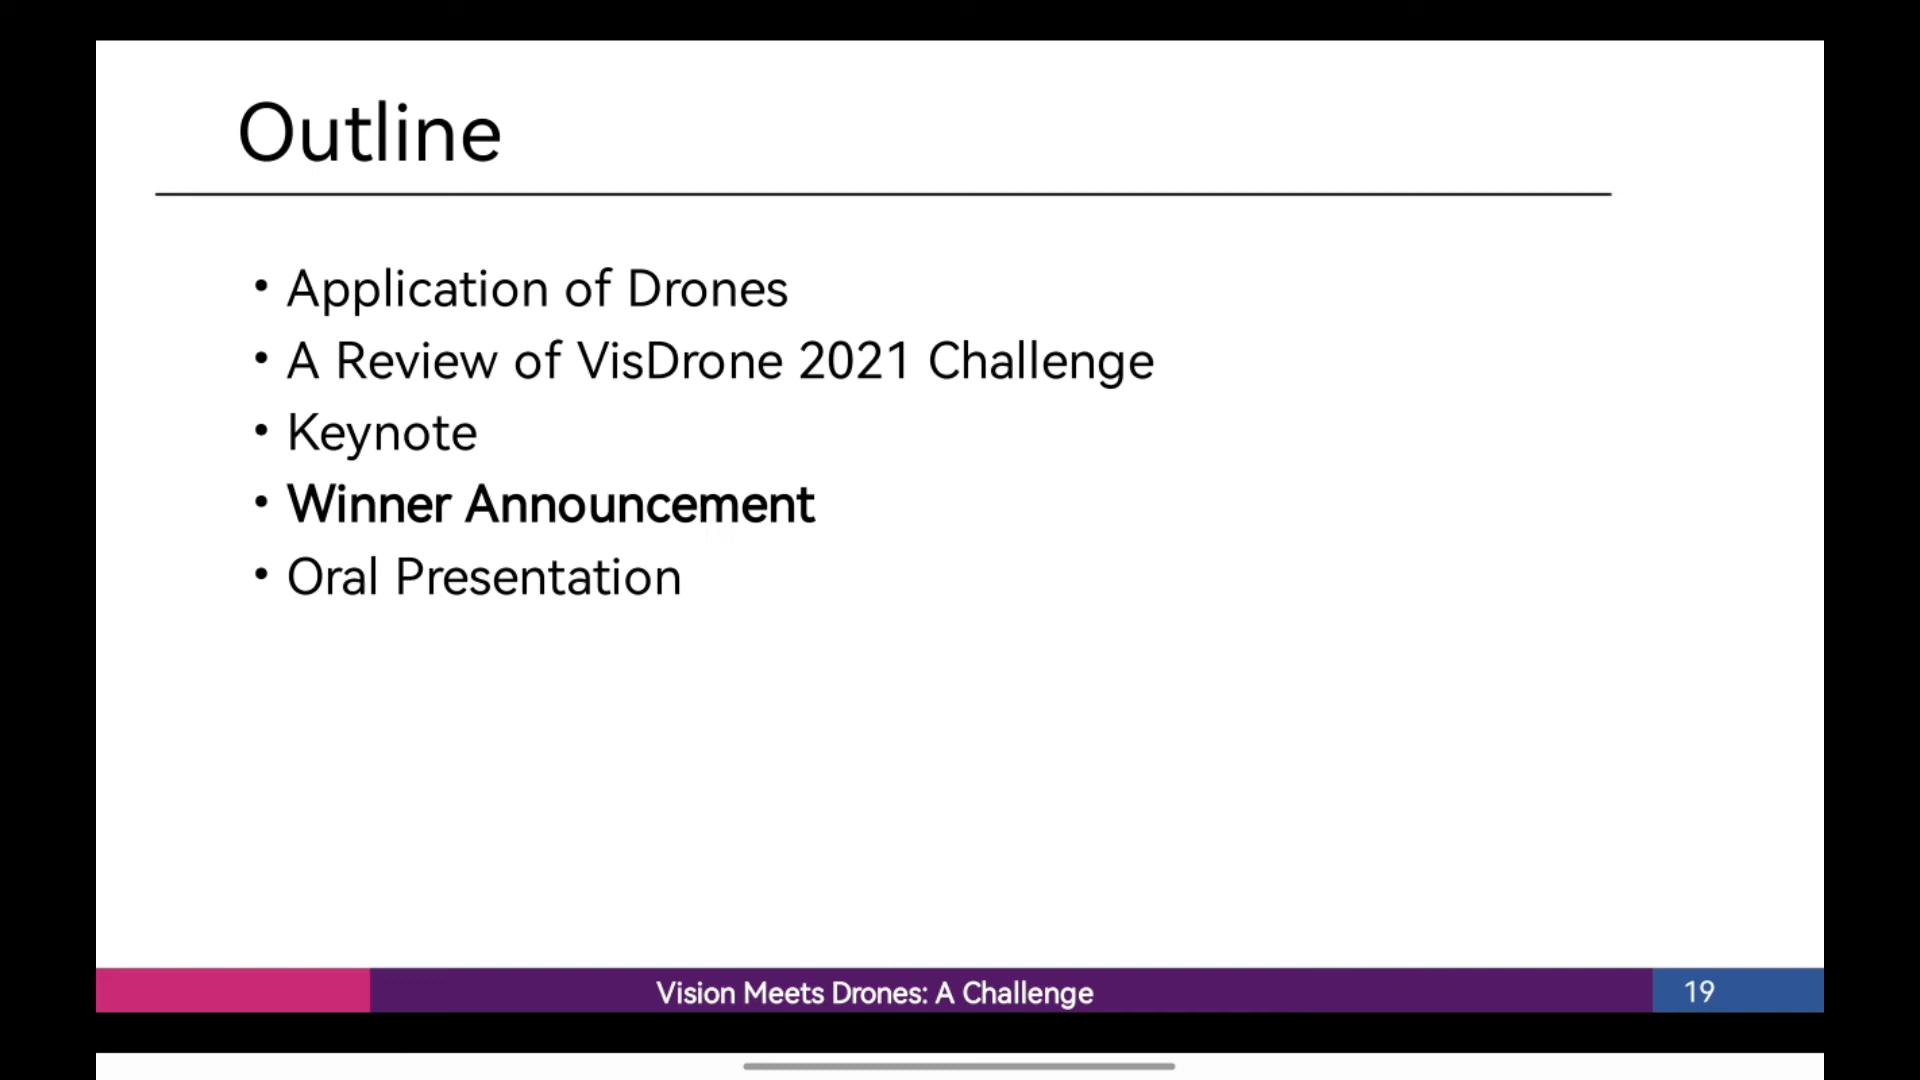 Outline
• Application of Drones
• A Review of VisDrone 2021 Challenge
• Keynote
• Winner Announcement
• Oral Presentation
Vision Meets Drones: A Challenge
19